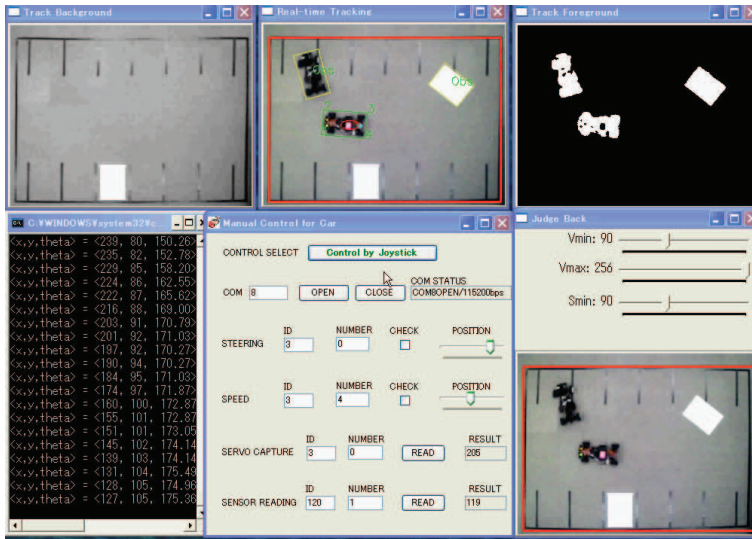 Track Background
Real-time Tracking
Track Foreground
Obs
Obs
C:¥WINDOWS¥system32¥c
<x,y,theta> = <239, 80, 150.26>
<x,y,theta> = <235, 82, 152.78>
<x,y,theta> = <229, 85, 158.20>
<x,y,theta> = <224, 86, 162.55>
<x,y,theta> = <222, 87, 165.62>
<x,y,theta> = <216, 88, 169.00>
<x,y,theta> = <203, 91, 170.79>
<x,y,theta> = <201, 92, 171.03>
<x,y,theta> = <197, 92, 170.27>
<x,y,theta> = <190, 94, 170.27>
<x,y,theta> = <184, 95, 171.03>
<x,y,theta> = <174, 97, 171.87>
<x,y,theta> = <160, 100, 172.87
<x,y,theta> = <155, 101, 172.87
<x,y,theta> = <151, 101, 173.05
<x,y,theta> = <145, 102, 174.14
<x,y,theta> = <139, 103, 174.14
<x,y,theta> = <131, 104, 175.49
<x,y,theta> = <128, 105, 174.96
<x,y,theta> = <127, 105, 175.36
Manual Control for Car
CONTROL SELECT Control by Joystick
COM STATUS
COM 8 OPEN CLOSE COM8OPEN/115200bps
ID NUMBER CHECK POSITION
STEERING 3 0
ID NUMBER CHECK POSITION
SPEED 3 4
ID NUMBER RESULT
SERVO CAPTURE 3 0 READ 205
ID NUMBER RESULT
SENSOR READING 120 1 READ 119
Judge Back
Vmin: 90
Vmax: 256
Smin: 90